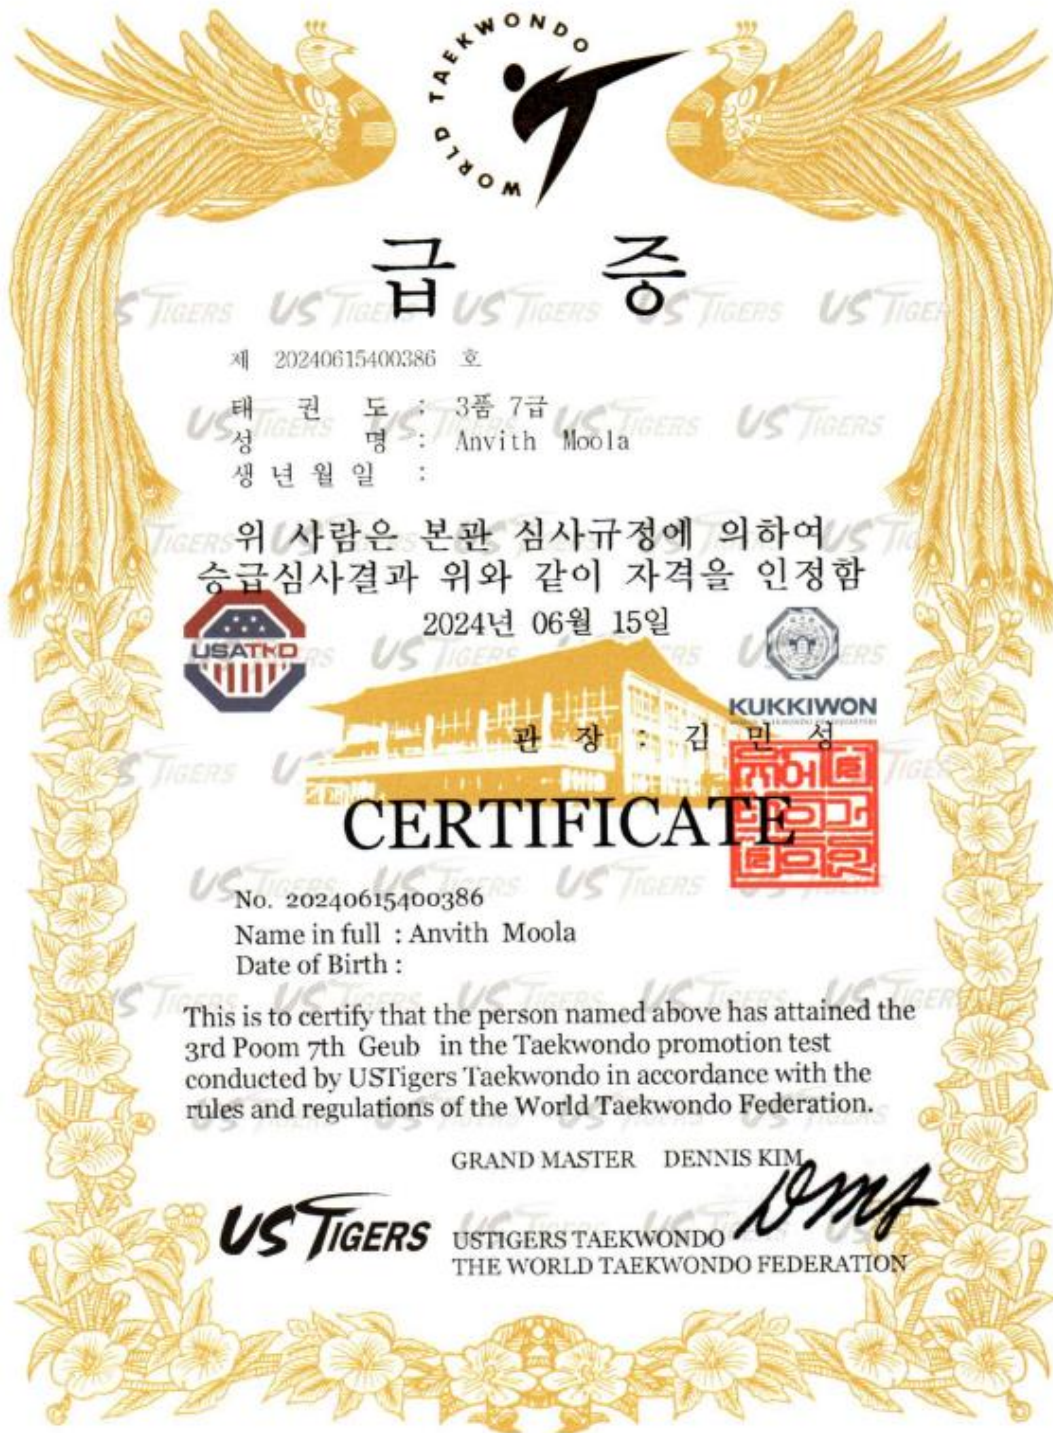 WORLD TAEKWONDO
급 증
제 20240615400386 호
태 권 도 : 3품 7급
성 명 : Anvith Moola
생년월일 :
위 사람은 본관 심사규정에 의하여
승급심사결과 위와 같이 자격을 인정함
2024년 06월 15일
USATKD
KUKKIWON
관 장 : 김 민 성
CERTIFICATE
No. 20240615400386
Name in full : Anvith Moola
Date of Birth :
This is to certify that the person named above has attained the
3rd Poom 7th Geub in the Taekwondo promotion test
conducted by USTigers Taekwondo in accordance with the
rules and regulations of the World Taekwondo Federation.
GRAND MASTER DENNIS KIM
US TIGERS
USTIGERS TAEKWONDO
THE WORLD TAEKWONDO FEDERATION